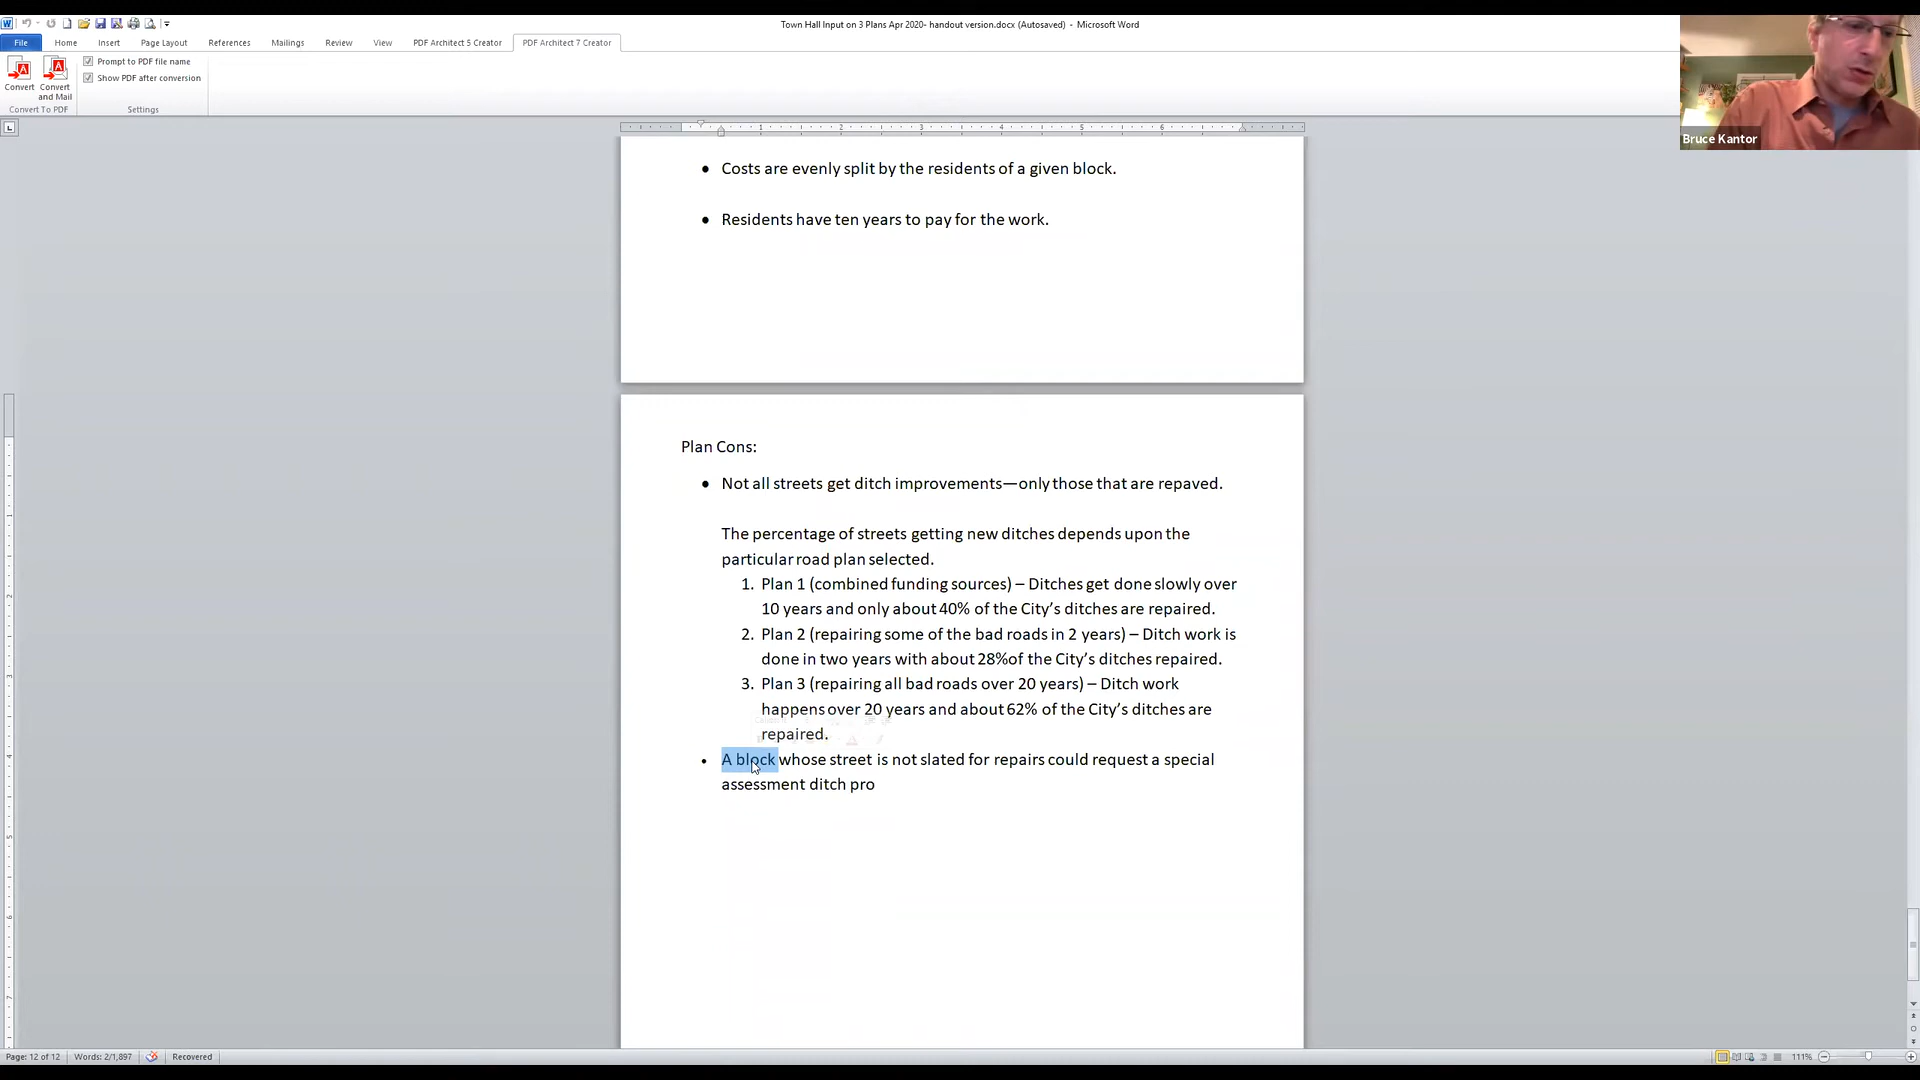 Town Hall Input on 3 Plans Apr 2020- handout version.docx (Autosaved) - Microsoft Word
File Home Insert Page Layout References Mailings Review View PDF Architect 5 Creator PDF Architect 7 Creator
Convert
Convert and Mail
Prompt to PDF file name
Show PDF after conversion
Convert To PDF
Settings
Bruce Kantor
1 2 3 4 5 6 7
• Costs are evenly split by the residents of a given block.
• Residents have ten years to pay for the work.
Plan Cons:
• Not all streets get ditch improvements—only those that are repaved.
The percentage of streets getting new ditches depends upon the
particular road plan selected.
1. Plan 1 (combined funding sources) – Ditches get done slowly over
10 years and only about 40% of the City’s ditches are repaired.
2. Plan 2 (repairing some of the bad roads in 2 years) – Ditch work is
done in two years with about 28%of the City’s ditches repaired.
3. Plan 3 (repairing all bad roads over 20 years) – Ditch work
happens over 20 years and about 62% of the City’s ditches are
repaired.
• A block whose street is not slated for repairs could request a special
assessment ditch pro
Page: 12 of 12 Words: 2/1,897 Recovered 111%